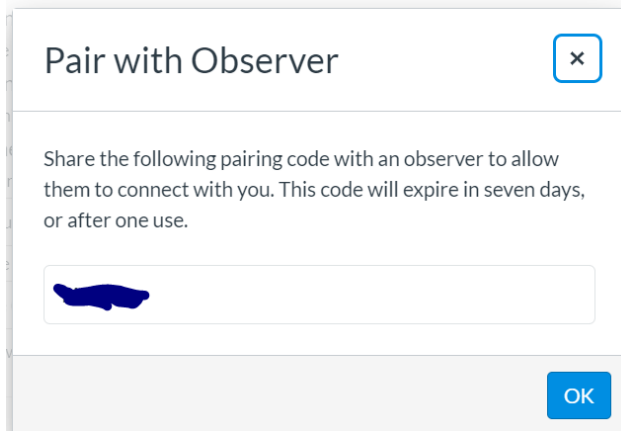 Pair with Observer
×
Share the following pairing code with an observer to allow
them to connect with you. This code will expire in seven days,
or after one use.
OK